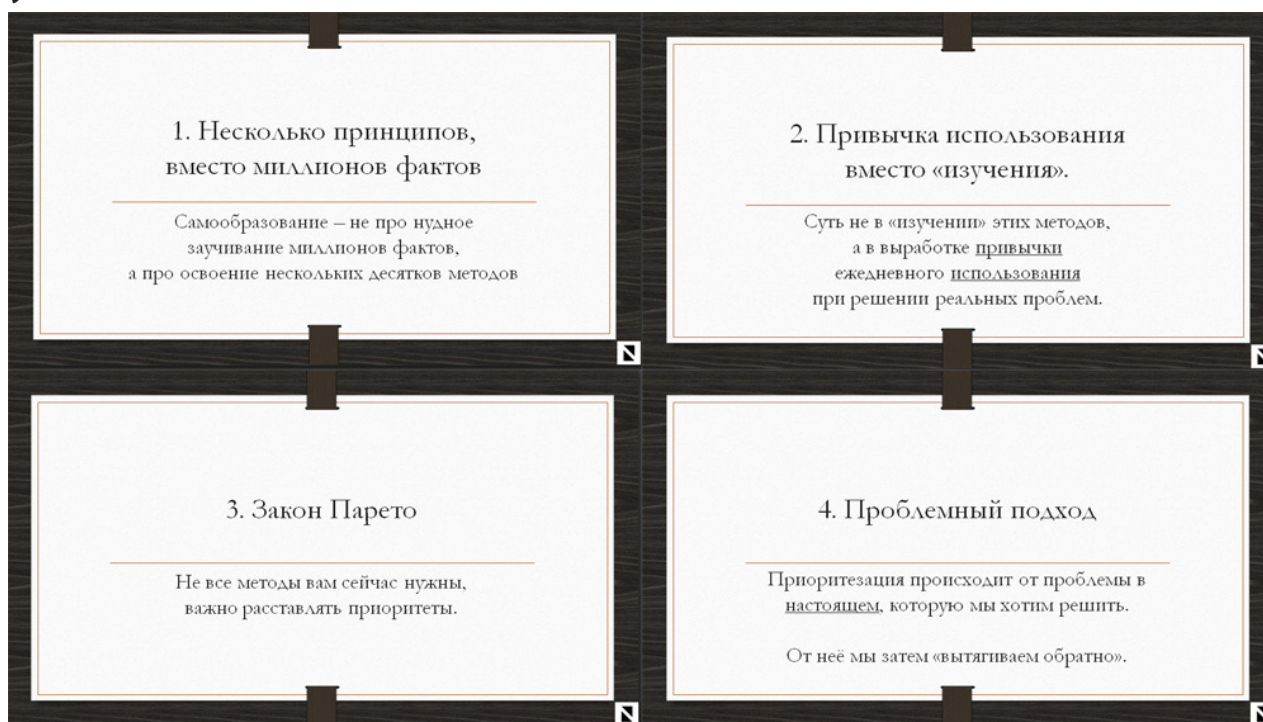 1. Несколько принципов,
вместо миллионов фактов
Самообразование – не про нудное
заучивание миллионов фактов,
а про освоение нескольких десятков методов
2. Привычка использования
вместо «изучения».
Суть не в «изучении» этих методов,
а в выработке привычки
ежедневного использования
при решении реальных проблем.
3. Закон Парето
Не все методы вам сейчас нужны,
важно расставлять приоритеты.
4. Проблемный подход
Приоритезация происходит от проблемы в
настоящем, которую мы хотим решить.
От неё мы затем «вытягиваем обратно».